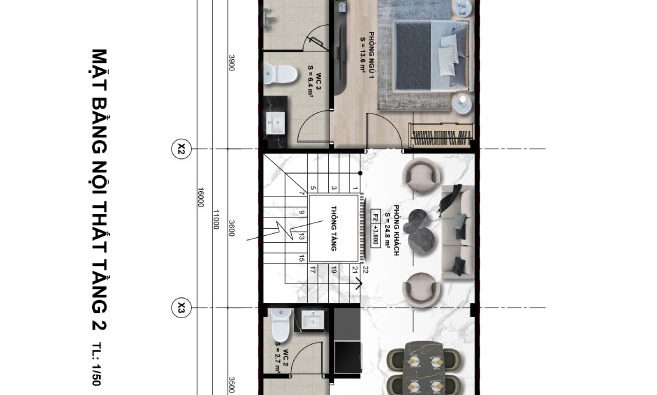 MẶT BẰNG NỘI THẤT TẦNG 2 TL: 1/50
X2
X3
3900
3600
3500
11000
16000
PHÒNG NGỦ 1
S = 13.6 m²
WC 3
S = 6.4 m²
PHÒNG KHÁCH
S = 24.8 m²
F2 +3.800
THÔNG TẦNG
1
3
5
7
9
11
13
15
17
19
21
22
WC 2
S = 2.7 m²